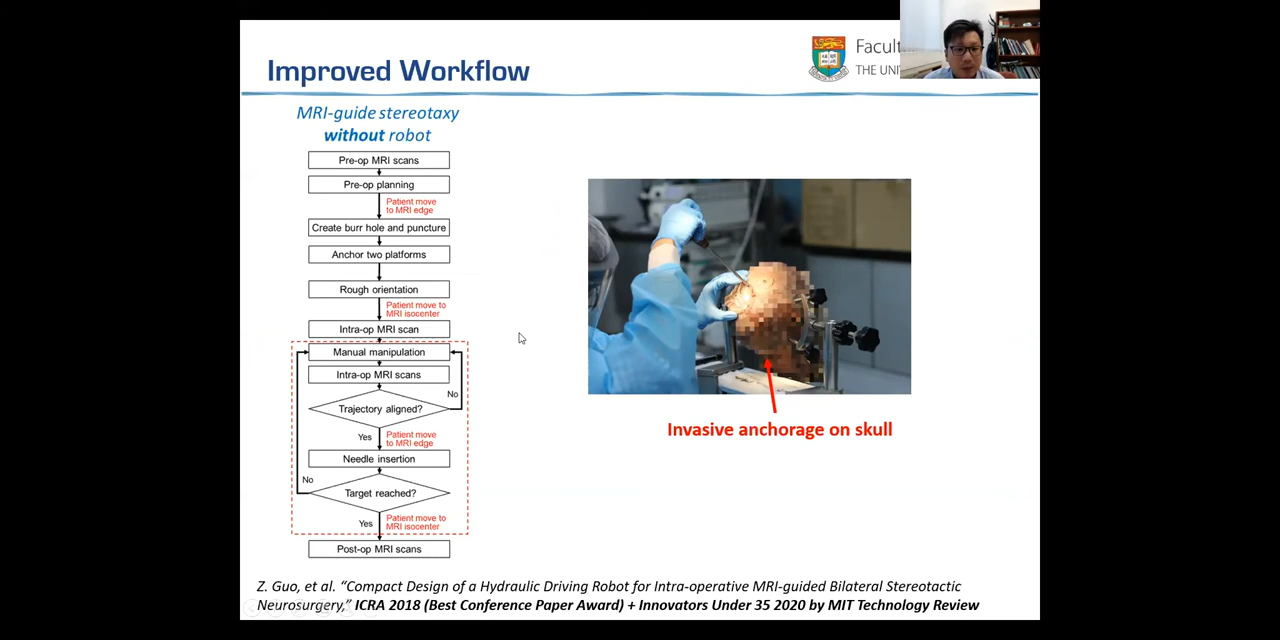 Improved Workflow
Facult
THE UNI
MRI-guide stereotaxy
without robot
Pre-op MRI scans
Pre-op planning
Patient move
to MRI edge
Create burr hole and puncture
Anchor two platforms
Rough orientation
Patient move to
MRI isocenter
Intra-op MRI scan
Manual manipulation
Intra-op MRI scans
No
Trajectory aligned?
Yes
Patient move
to MRI edge
Needle insertion
No
Target reached?
Yes
Patient move to
MRI isocenter
Post-op MRI scans
Invasive anchorage on skull
Z. Guo, et al. “Compact Design of a Hydraulic Driving Robot for Intra-operative MRI-guided Bilateral Stereotactic
Neurosurgery,” ICRA 2018 (Best Conference Paper Award) + Innovators Under 35 2020 by MIT Technology Review